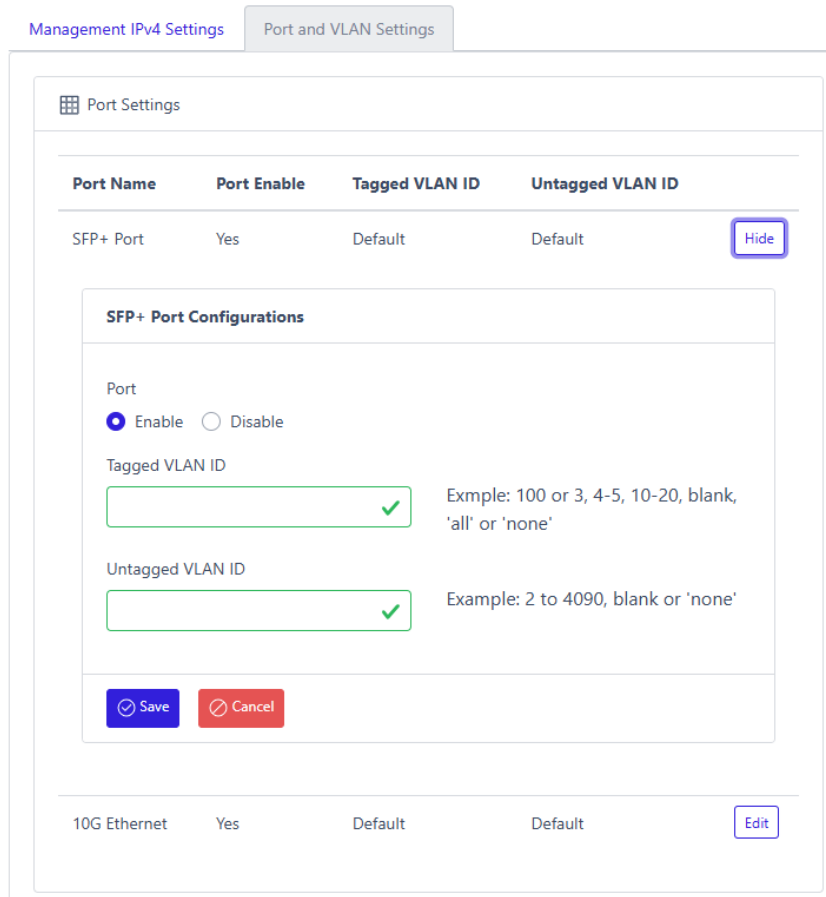 Management IPv4 Settings Port and VLAN Settings
Port Settings
Port Name Port Enable Tagged VLAN ID Untagged VLAN ID
SFP+ Port Yes Default Default Hide
SFP+ Port Configurations
Port
Enable Disable
Tagged VLAN ID
Exmple: 100 or 3, 4-5, 10-20, blank,
'all' or 'none'
Untagged VLAN ID
Example: 2 to 4090, blank or 'none'
Save Cancel
10G Ethernet Yes Default Default Edit